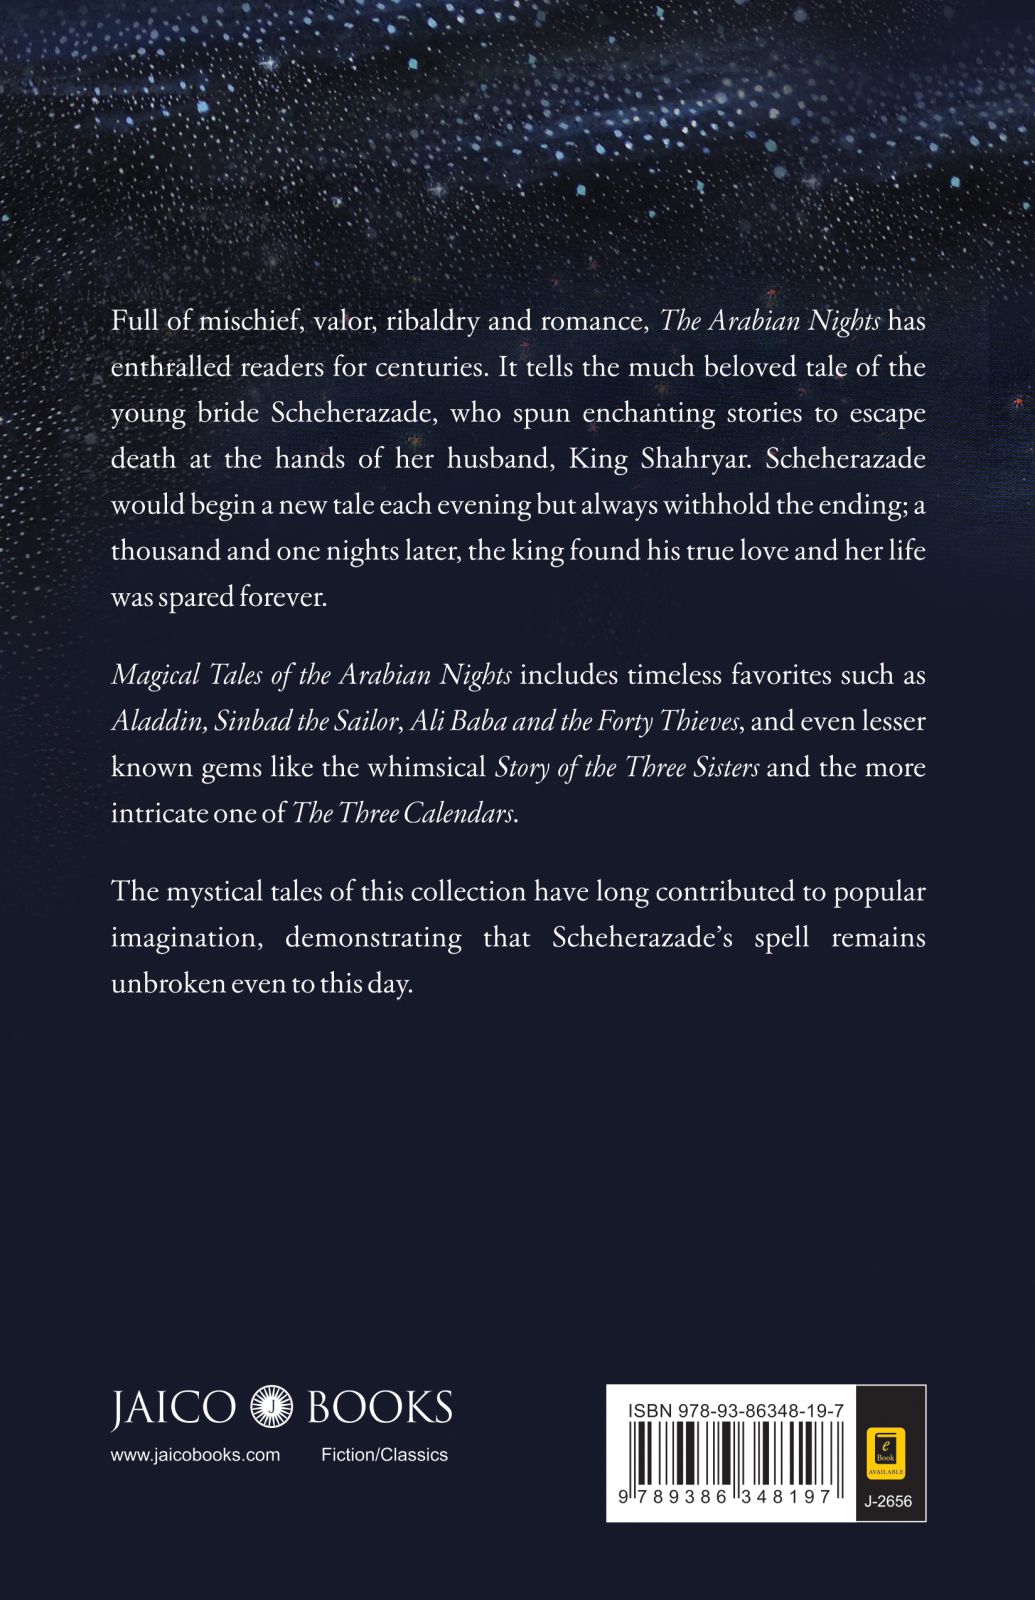 Full of mischief, valor, ribaldry and romance, The Arabian Nights has
enthralled readers for centuries. It tells the much beloved tale of the
young bride Scheherazade, who spun enchanting stories to escape
death at the hands of her husband, King Shahryar. Scheherazade
would begin a new tale each evening but always withhold the ending; a
thousand and one nights later, the king found his true love and her life
was spared forever.
Magical Tales of the Arabian Nights includes timeless favorites such as
Aladdin, Sinbad the Sailor, Ali Baba and the Forty Thieves, and even lesser
known gems like the whimsical Story of the Three Sisters and the more
intricate one of The Three Calendars.
The mystical tales of this collection have long contributed to popular
imagination, demonstrating that Scheherazade's spell remains
unbroken even to this day.
JAICO J BOOKS
www.jaicobooks.com Fiction/Classics
ISBN 978-93-86348-19-7
9 789386 348197
e
Book
AVAILABLE
J-2656